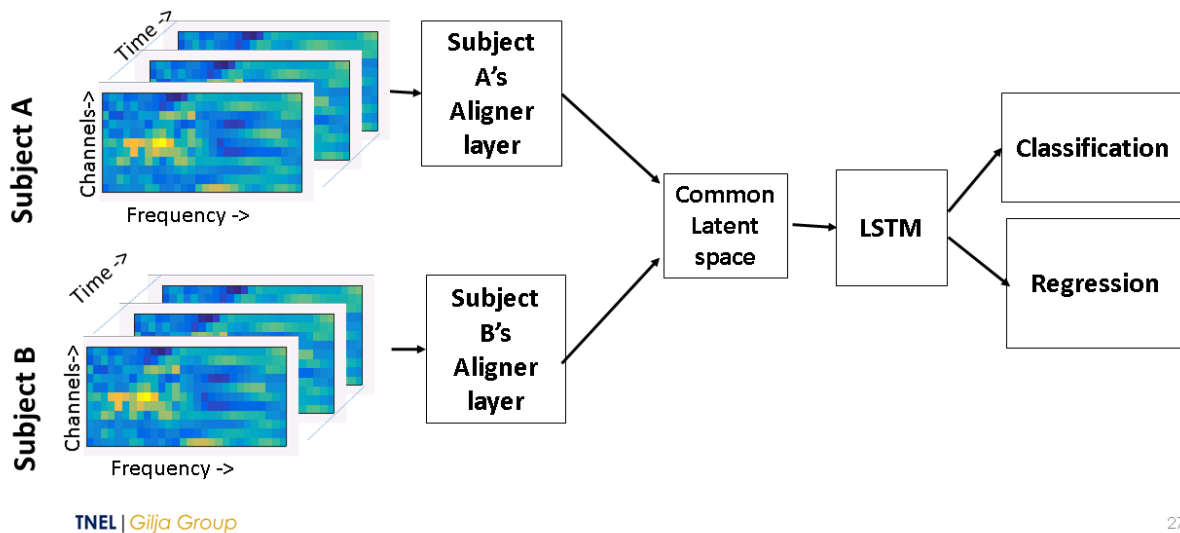 Subject A
Time ->
Channels->
Frequency ->
Subject
A's
Aligner
layer
Subject B
Time ->
Channels->
Frequency ->
Subject
B's
Aligner
layer
Common
Latent
space
LSTM
Classification
Regression
TNEL | Gilja Group
27